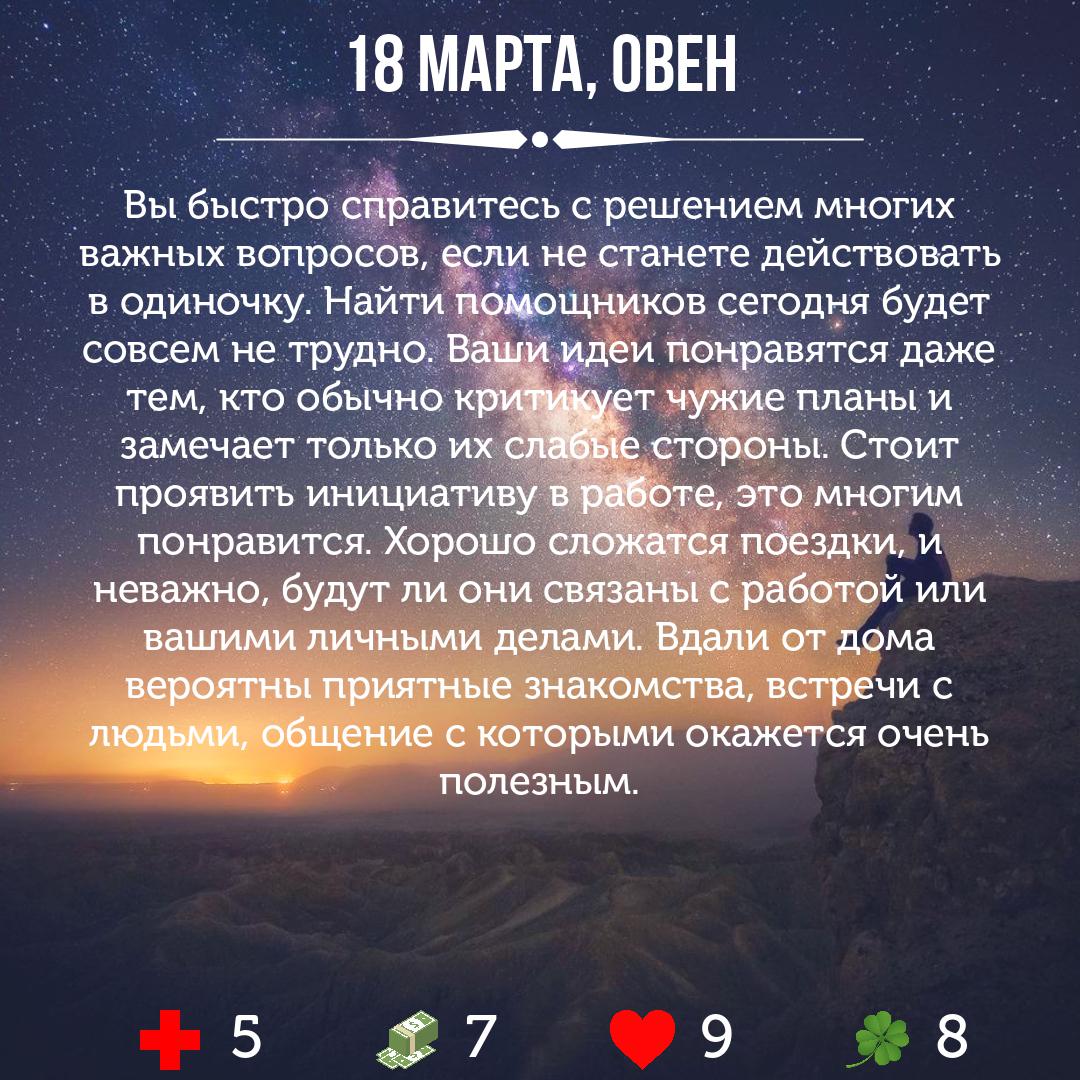 18 МАРТА, ОВЕН
Вы быстро справитесь с решением многих
важных вопросов, если не станете действовать
в одиночку. Найти помощников сегодня будет
совсем не трудно. Ваши идеи понравятся даже
тем, кто обычно критикует чужие планы и
замечает только их слабые стороны. Стоит
проявить инициативу в работе, это многим
понравится. Хорошо сложатся поездки, и
неважно, будут ли они связаны с работой или
вашими личными делами. Вдали от дома
вероятны приятные знакомства, встречи с
людьми, общение с которыми окажется очень
полезным.
5 7 9 8